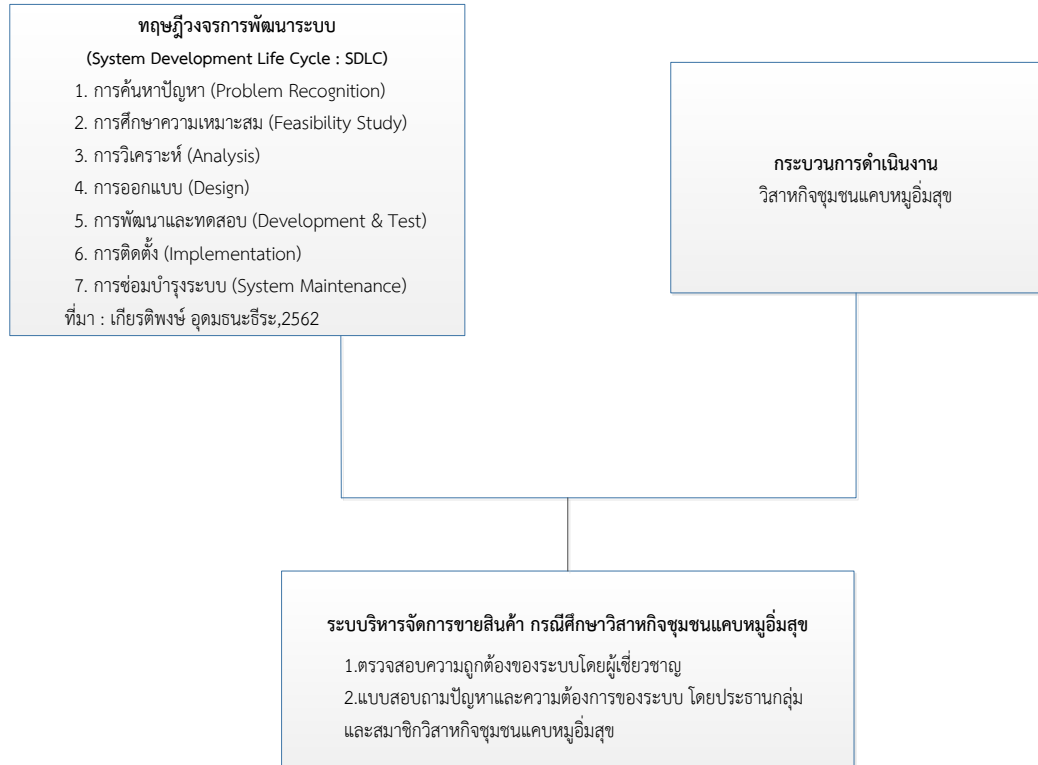 ทฤษฎีวงจรการพัฒนาระบบ
(System Development Life Cycle : SDLC)
1. การค้นหาปัญหา (Problem Recognition)
2. การศึกษาความเหมาะสม (Feasibility Study)
3. การวิเคราะห์ (Analysis)
4. การออกแบบ (Design)
5. การพัฒนาและทดสอบ (Development & Test)
6. การติดตั้ง (Implementation)
7. การซ่อมบำรุงระบบ (System Maintenance)
ที่มา : เกียรติพงษ์ อุดมธนะธีระ,2562
กระบวนการดำเนินงาน
วิสาหกิจชุมชนแคบหมูอิ่มสุข
ระบบริหารจัดการขายสินค้า กรณีศึกษาวิสาหกิจชุมชนแคบหมูอิ่มสุข
1.ตรวจสอบความถูกต้องของระบบโดยผู้เชี่ยวชาญ
2.แบบสอบถามปัญหาและความต้องการของระบบ โดยประธานกลุ่ม
และสมาชิกวิสาหกิจชุมชนแคบหมูอิ่มสุข